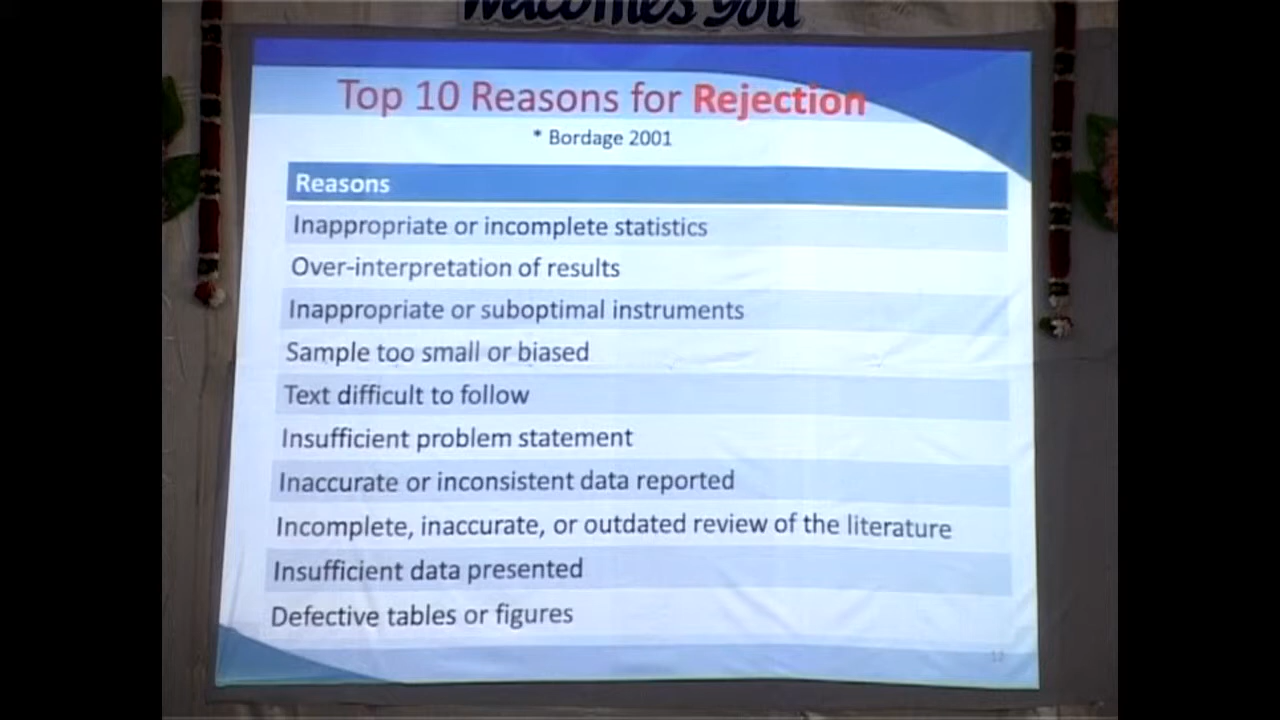 Welcomes You
Top 10 Reasons for Rejection
* Bordage 2001
Reasons
Inappropriate or incomplete statistics
Over-interpretation of results
Inappropriate or suboptimal instruments
Sample too small or biased
Text difficult to follow
Insufficient problem statement
Inaccurate or inconsistent data reported
Incomplete, inaccurate, or outdated review of the literature
Insufficient data presented
Defective tables or figures